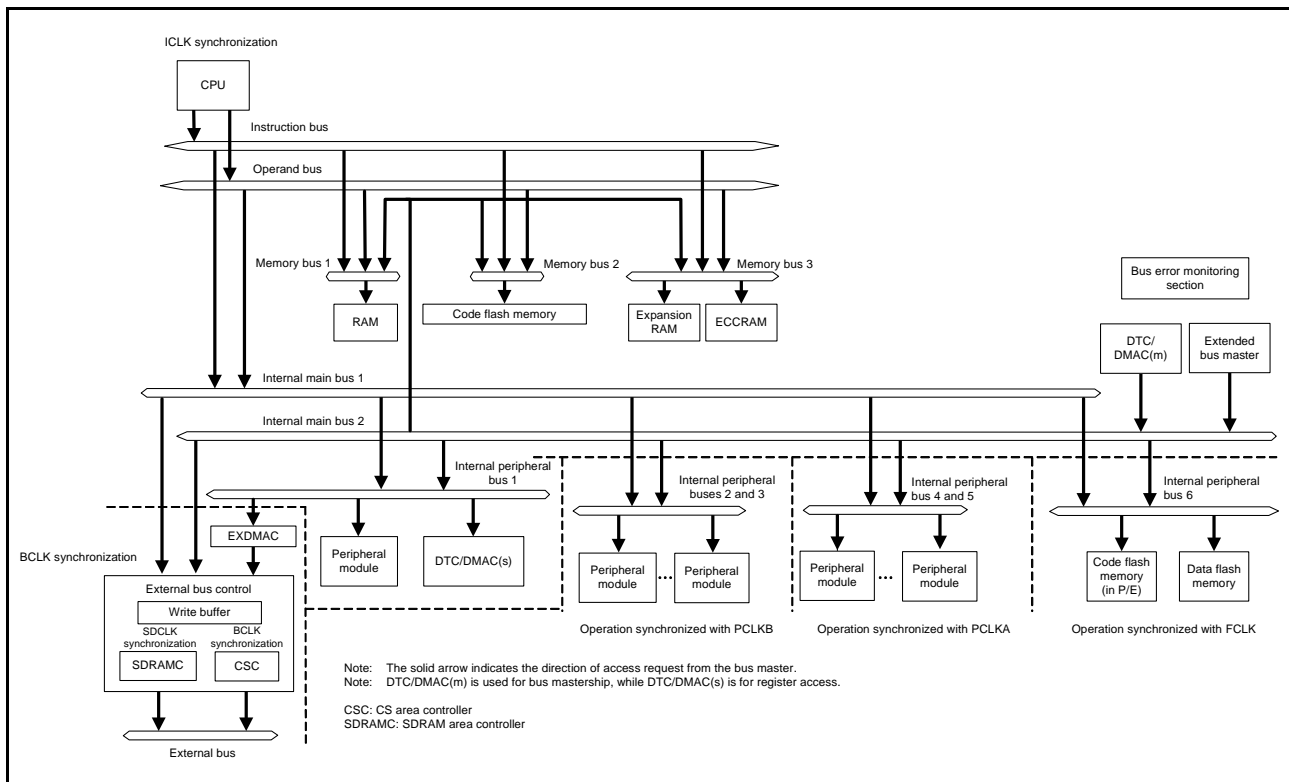 ICLK synchronization
CPU
Instruction bus
Operand bus
Memory bus 1
Memory bus 2
Memory bus 3
Bus error monitoring
section
RAM
Code flash memory
Expansion
RAM
ECCRAM
DTC/
DMAC(m)
Extended
bus master
Internal main bus 1
Internal main bus 2
Internal peripheral
bus 1
Internal peripheral
buses 2 and 3
Internal peripheral
bus 4 and 5
Internal peripheral
bus 6
BCLK synchronization
EXDMAC
Peripheral
module
DTC/DMAC(s)
Peripheral
module
...
Peripheral
module
Peripheral
module
...
Peripheral
module
Code flash
memory
(in P/E)
Data flash
memory
External bus control
Write buffer
SDCLK
synchronization
BCLK
synchronization
SDRAMC
CSC
Operation synchronized with PCLKB
Operation synchronized with PCLKA
Operation synchronized with FCLK
Note: The solid arrow indicates the direction of access request from the bus master.
Note: DTC/DMAC(m) is used for bus mastership, while DTC/DMAC(s) is for register access.
CSC: CS area controller
SDRAMC: SDRAM area controller
External bus